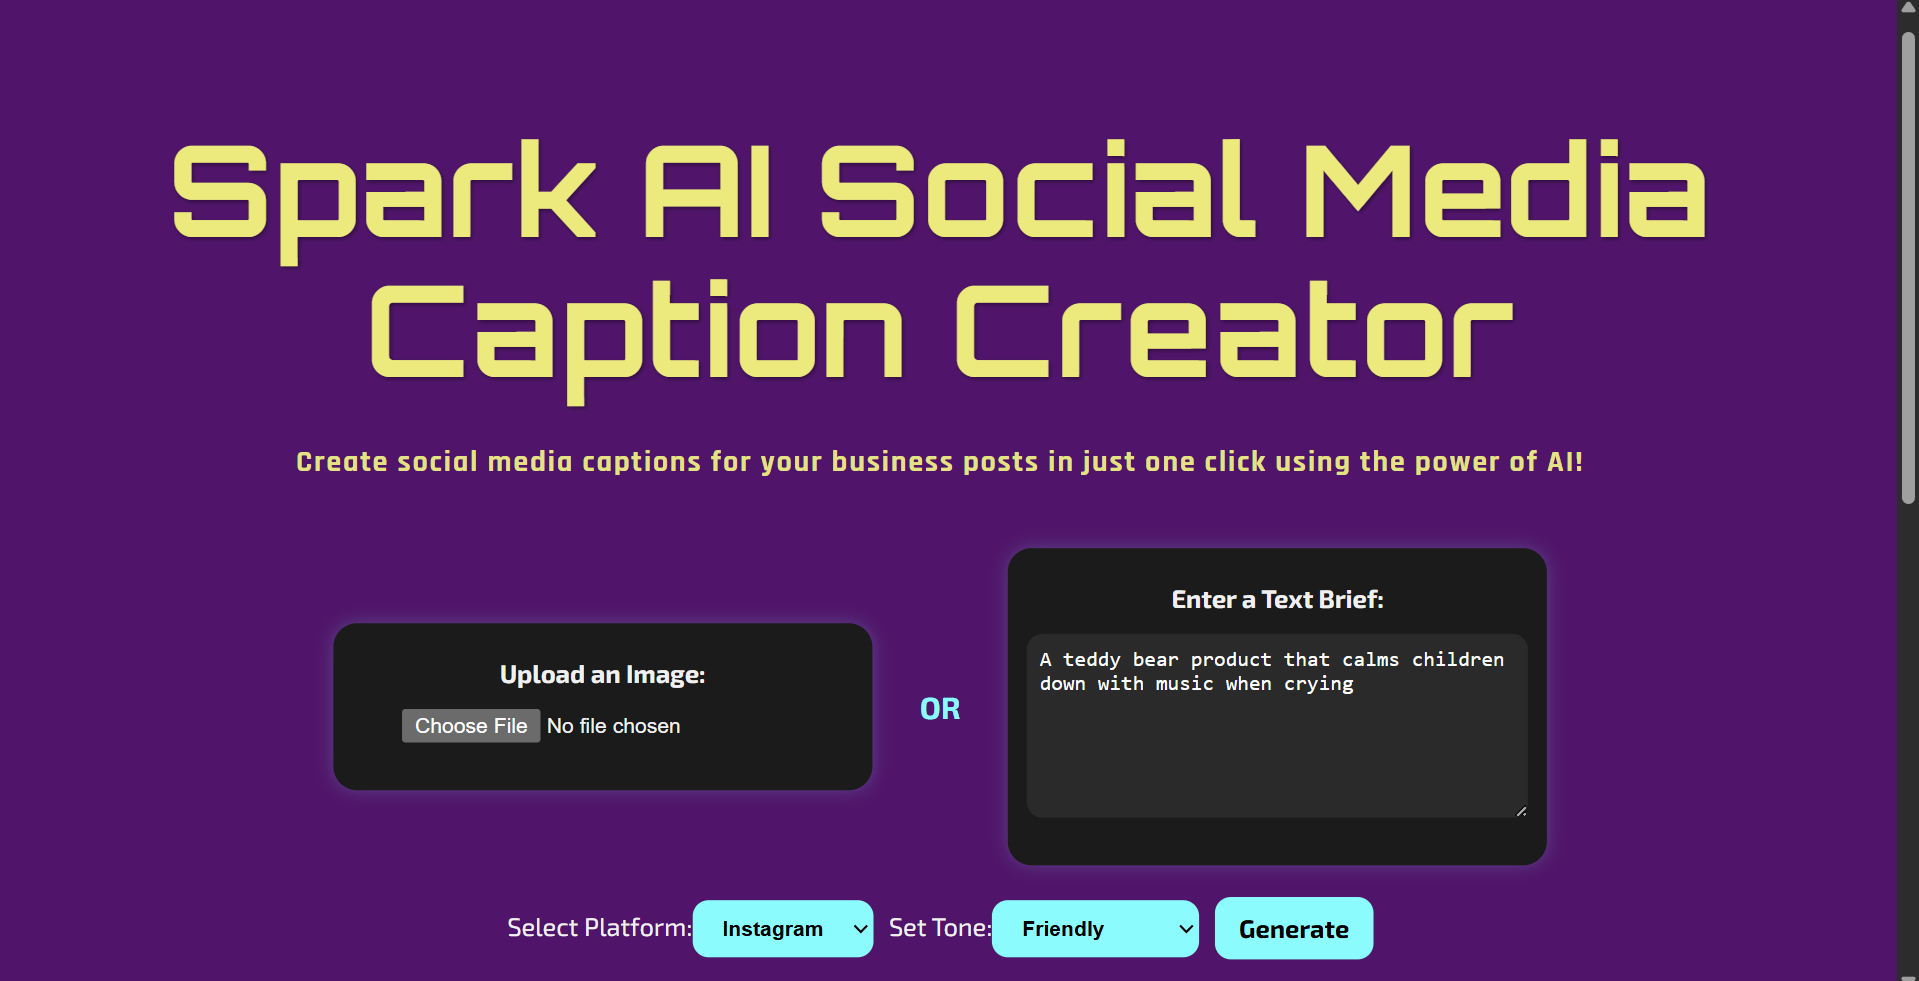 Spark AI Social Media
Caption Creator
Create social media captions for your business posts in just one click using the power of AI!
Upload an Image:
Choose File No file chosen
OR
Enter a Text Brief:
A teddy bear product that calms children
down with music when crying
Select Platform: Instagram Set Tone: Friendly Generate